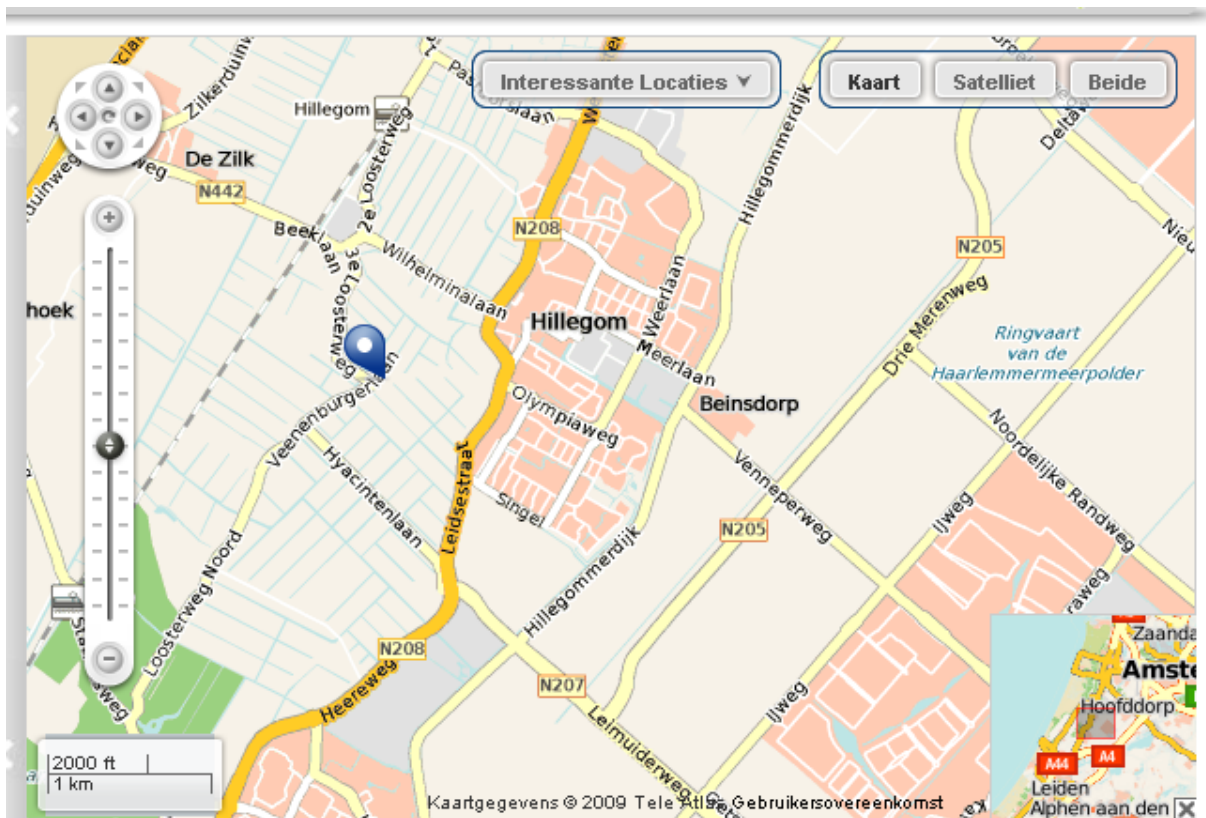 Interessante Locaties
Kaart
Satelliet
Beide
Hillegom
Zilkerduinweg
De Zilk
N442
2e Loosterweg
Beeklaan
3e Loosterweg
Wilhelminalaan
N208
Hillegommerdijk
N205
Nieu
hoek
Hillegom
Weerlaan
Meerlaan
Drie Merenweg
Ringvaart
van de
Haarlemmermeerpolder
Beinsdorp
Olympiaweg
Veenenburgerlaan
Hyacintenlaan
Leidsestraat
Singel
Venneperweg
Noordelijke Randweg
N205
IJweg
Hillegommerdijk
Loosterweg Noord
N208
Heereweg
N207
Leimuiderweg
IJweg
raweg
Zaanda
Amste
Hoofddorp
A44
A4
Leiden
Alphen aan den
2000 ft
1 km
Kaartgegevens © 2009 Tele Atlas Gebruikersovereenkomst